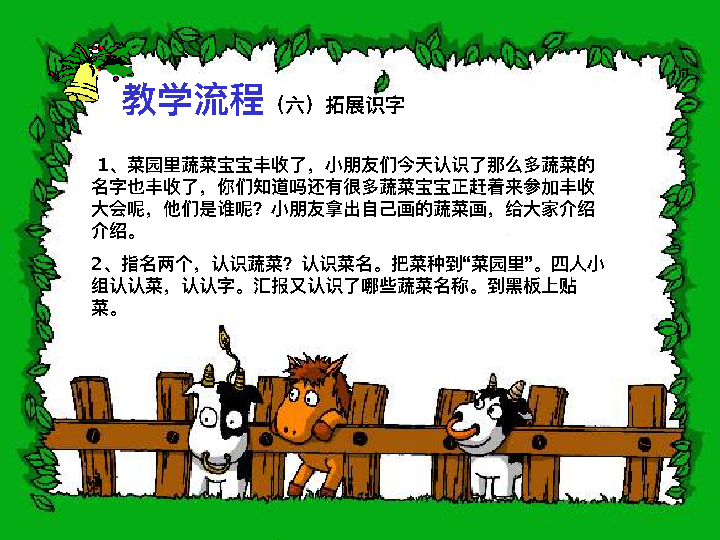 教学流程（六）拓展识字
1、菜园里蔬菜宝宝丰收了，小朋友们今天认识了那么多蔬菜的
名字也丰收了，你们知道吗还有很多蔬菜宝宝正赶着来参加丰收
大会呢，他们是谁呢？小朋友拿出自己画的蔬菜画，给大家介绍
介绍。
2、指名两个，认识蔬菜？认识菜名。把菜种到“菜园里”。四人小
组认认菜，认认字。汇报又认识了哪些蔬菜名称。到黑板上贴
菜。